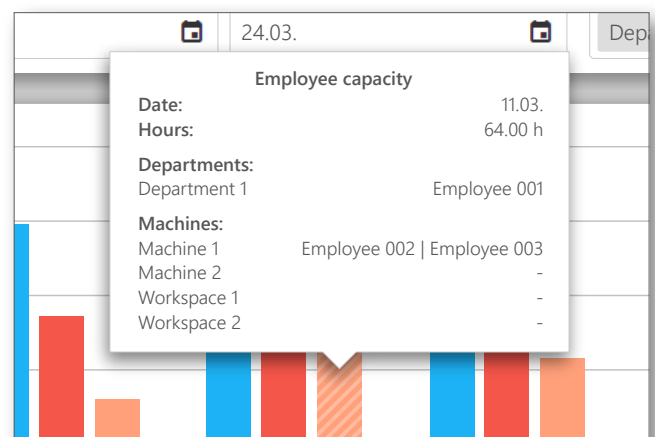 24.03.
Employee capacity
Date: 11.03.
Hours: 64.00 h
Departments:
Department 1 Employee 001
Machines:
Machine 1 Employee 002 | Employee 003
Machine 2 -
Workspace 1 -
Workspace 2 -